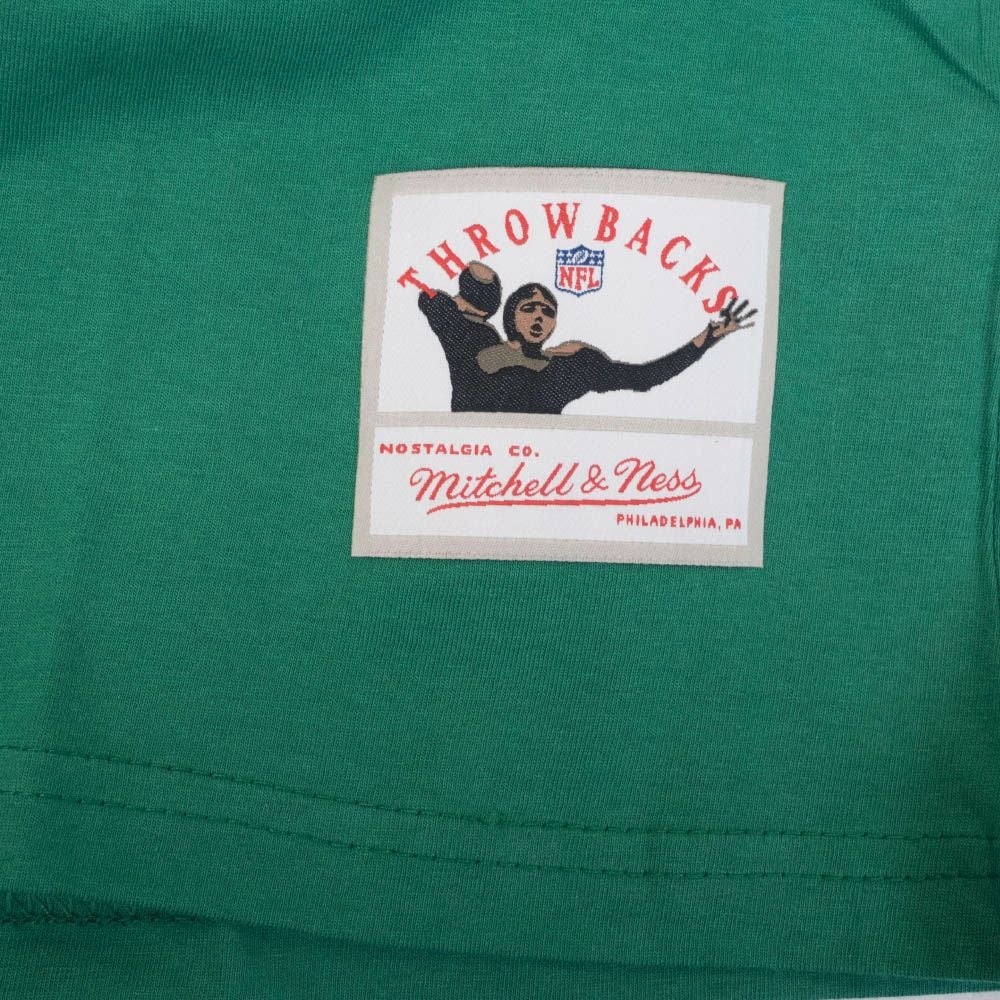 THROWBACKS
NFL
NOSTALGIA CO.
Mitchell & Ness
PHILADELPHIA, PA